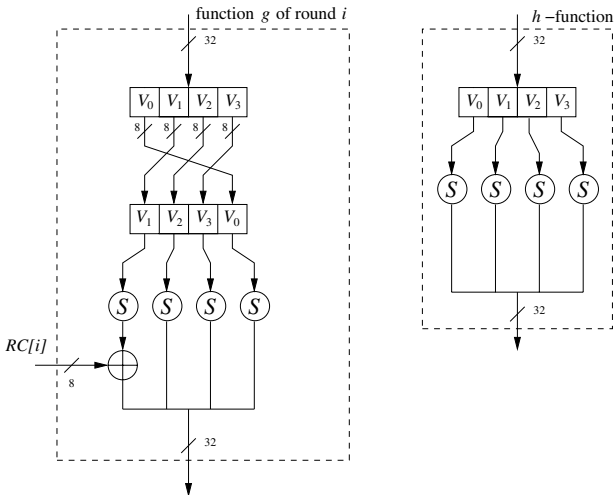 function g of round i
h –function
32
32
V0 V1 V2 V3
V0 V1 V2 V3
8 8 8 8
V1 V2 V3 V0
S S S S
S S S S
32
RC[i]
8
32